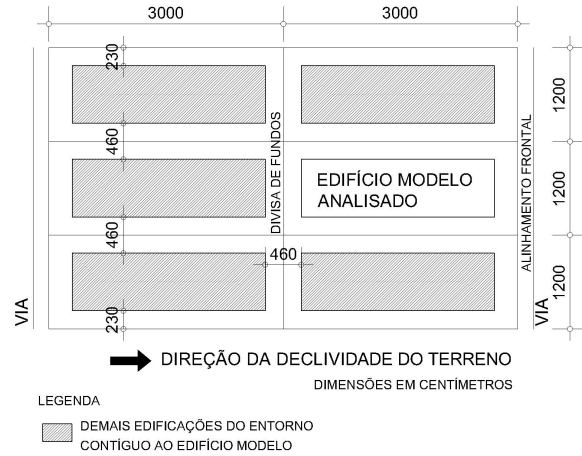 3000
3000
230
460
460
230
460
1200
1200
1200
DIVISA DE FUNDOS
EDIFÍCIO MODELO
ANALISADO
ALINHAMENTO FRONTAL
VIA
VIA
DIREÇÃO DA DECLIVIDADE DO TERRENO
DIMENSÕES EM CENTÍMETROS
LEGENDA
DEMAIS EDIFICAÇÕES DO ENTORNO
CONTÍGUO AO EDIFÍCIO MODELO